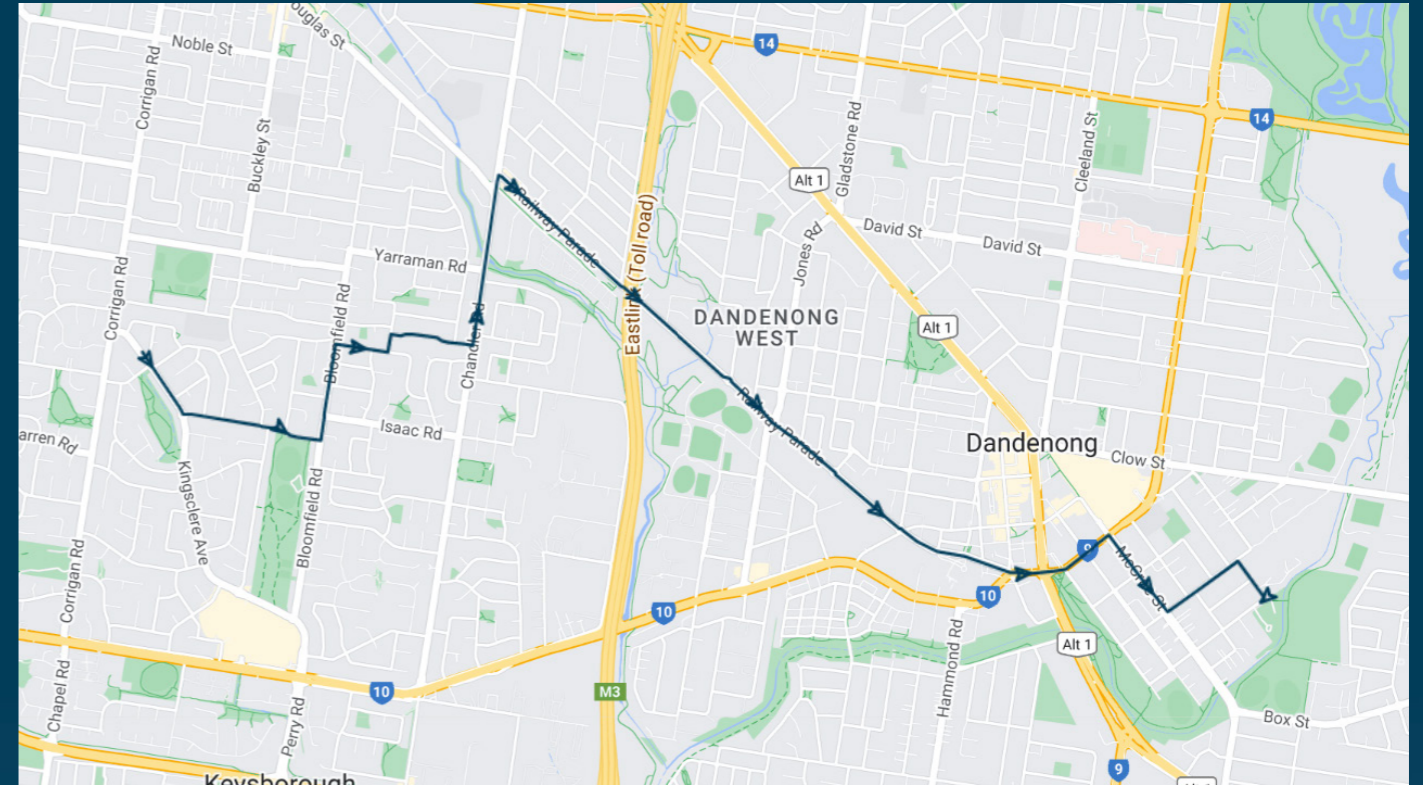 ouglas St
Noble St
Corrigan Rd
Buckley St
14
14
Gladstone Rd
Cleeland St
Alt 1
Railway Parade
Eastlink (Toll road)
David St
David St
Jones Rd
Yarraman Rd
Corrigan Rd
Bloomfield Rd
Chandler Rd
DANDENONG
WEST
Alt 1
Railway Parade
Isaac Rd
arren Rd
Dandenong
Clow St
Kingsclere Ave
Bloomfield Rd
Corrigan Rd
9
McCrae St
10
10
Hammond Rd
Alt 1
Chapel Rd
10
M3
Perry Rd
Box St
9
Keysborough